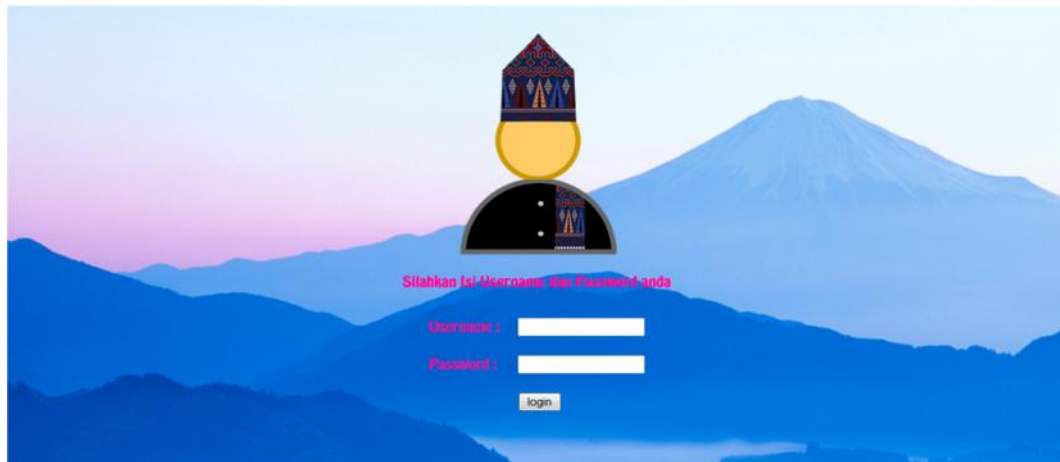 Silahkan Isi Username dan Password anda
Username :
Password :
login